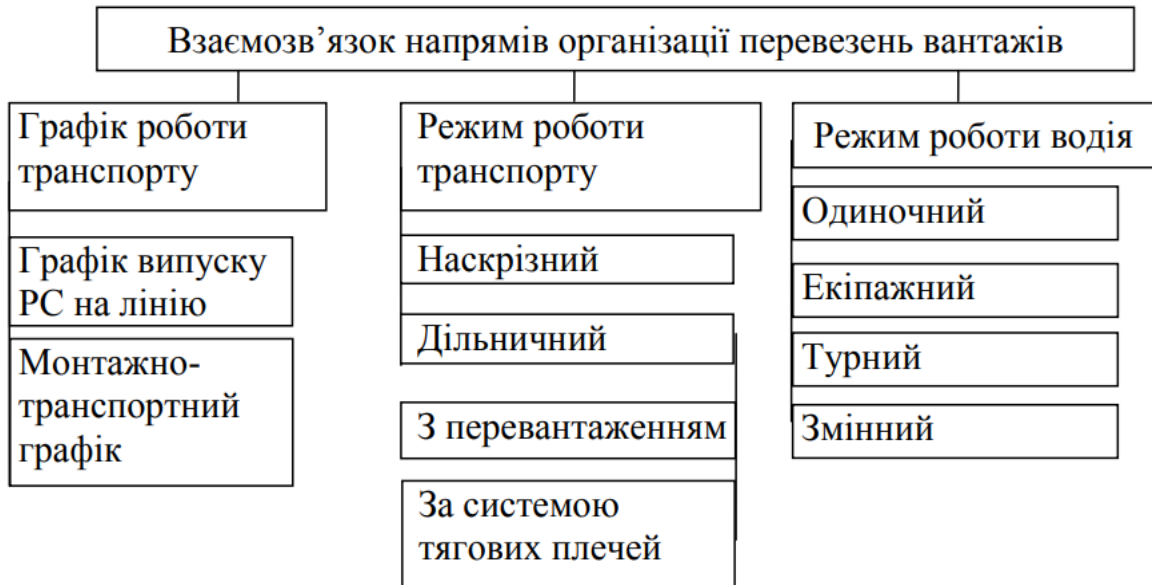 Взаємозв’язок напрямів організації перевезень вантажів
Графік роботи
транспорту
Графік випуску
РС на лінію
Монтажно-
транспортний
графік
Режим роботи
транспорту
Наскрізний
Дільничний
З перевантаженням
За системою
тягових плечей
Режим роботи водія
Одиночний
Екіпажний
Турний
Змінний